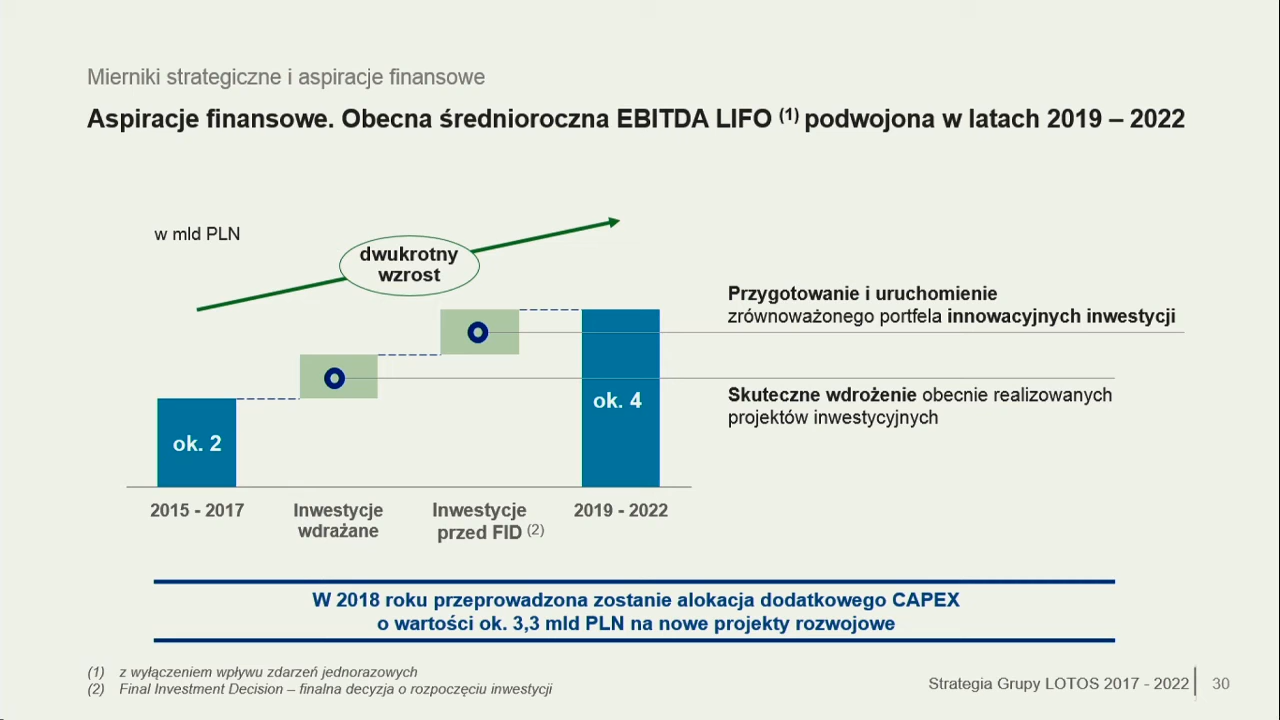 Mierniki strategiczne i aspiracje finansowe
Aspiracje finansowe. Obecna średnioroczna EBITDA LIFO (1) podwojona w latach 2019 – 2022
w mld PLN
dwukrotny
wzrost
Przygotowanie i uruchomienie
zrównoważonego portfela innowacyjnych inwestycji
Skuteczne wdrożenie obecnie realizowanych
projektów inwestycyjnych
ok. 2
ok. 4
2015 - 2017
Inwestycje
wdrażane
Inwestycje
przed FID (2)
2019 - 2022
W 2018 roku przeprowadzona zostanie alokacja dodatkowego CAPEX
o wartości ok. 3,3 mld PLN na nowe projekty rozwojowe
(1) z wyłączeniem wpływu zdarzeń jednorazowych
(2) Final Investment Decision – finalna decyzja o rozpoczęciu inwestycji
Strategia Grupy LOTOS 2017 - 2022 30